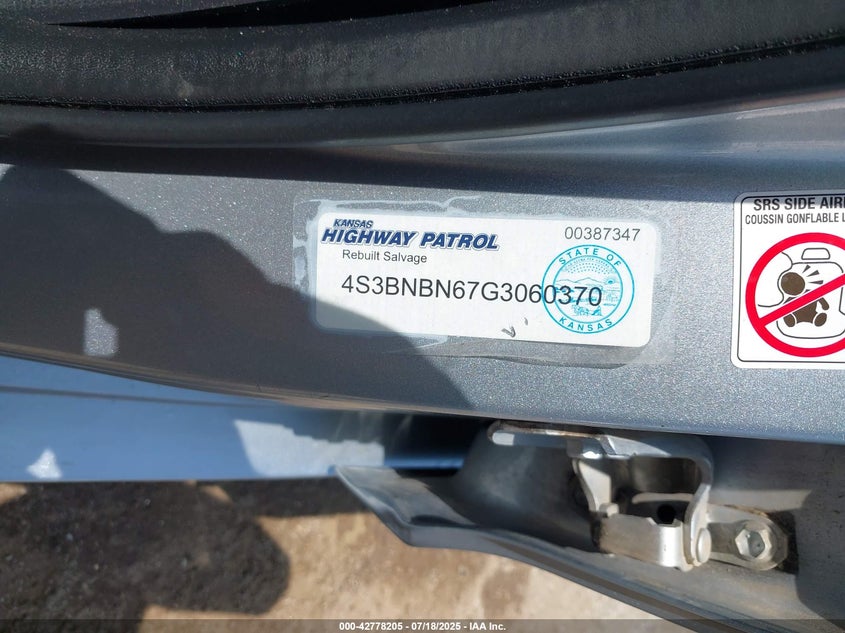 KANSAS
HIGHWAY PATROL
00387347
Rebuilt Salvage
STATE OF
4S3BNBN67G3060370
KANSAS
SRS SIDE AIR
COUSSIN GONFLABLE L
000-42778205 - 07/18/2025 - IAA Inc.